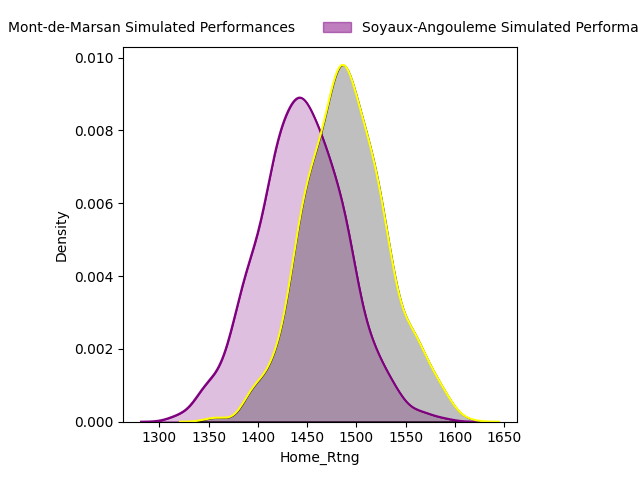 Mont-de-Marsan Simulated Performances Soyaux-Angouleme Simulated Performa
0.010
0.008
0.006
0.004
0.002
0.000
Density
1300 1350 1400 1450 1500 1550 1600 1650
Home_Rtng